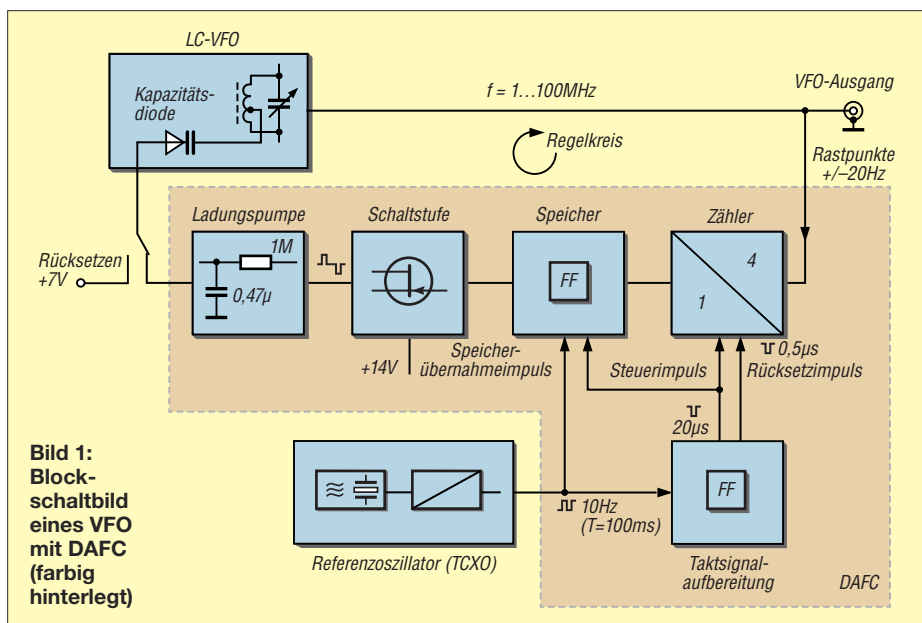 LC-VFO
Kapazitäts-
diode
f = 1...100MHz
VFO-Ausgang
Regelkreis
Rastpunkte
+/–20Hz
Ladungspumpe
Schaltstufe
Speicher
Zähler
Rücksetzen
+7V
1M
0,47µ
FF
4
1
+14V
Speicher-
übernahmeimpuls
Steuerimpuls
0,5µs
Rücksetzimpuls
20µs
Bild 1:
Block-
schaltbild
eines VFO
mit DAFC
(farbig
hinterlegt)
10Hz
(T=100ms)
FF
Referenzoszillator (TCXO)
Taktsignal-
aufbereitung
DAFC